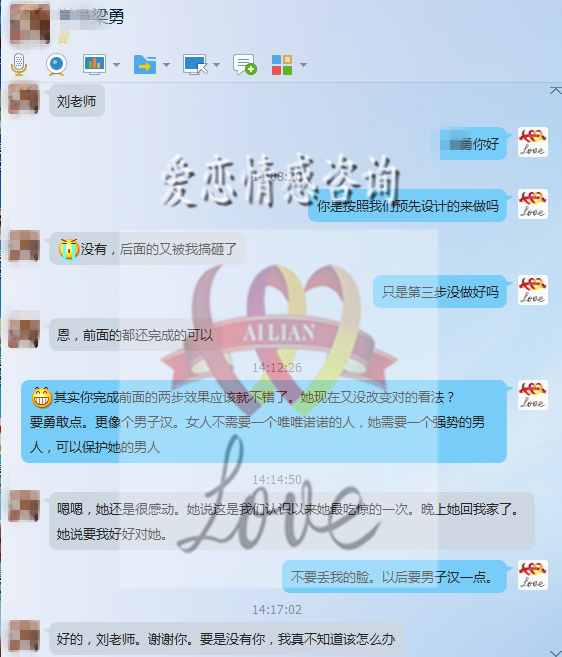 梁勇
刘老师
勇你好
爱恋情感咨询
你是按照我们预先设计的来做吗
没有，后面的又被我搞砸了
只是第三步没做好吗
AI LIAN
恩，前面的都还完成的可以
14:12:26
其实你完成前面的两步效果应该就不错了。她现在又没改变对的看法？
要勇敢点。更像个男子汉。女人不需要一个唯唯诺诺的人，她需要一个强势的男
人，可以保护她的男人
14:14:50
嗯嗯，她还是很感动。她说这是我们认识以来她最吃惊的一次。晚上她回我家了。
她说要我好好对她。
Love
不要丢我的脸。以后要男子汉一点。
14:17:02
好的，刘老师。谢谢你。要是没有你，我真不知道该怎么办